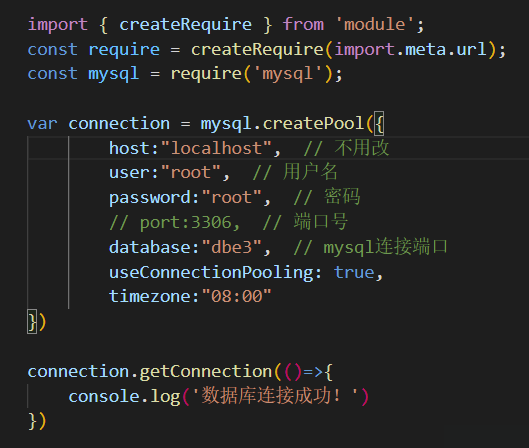 import { createRequire } from 'module';
const require = createRequire(import.meta.url);
const mysql = require('mysql');
var connection = mysql.createPool({
host:"localhost",  // 不用改
user:"root",  // 用户名
password:"root",  // 密码
// port:3306,  // 端口号
database:"dbe3",  // mysql连接端口
useConnectionPooling: true,
timezone:"08:00"
})
connection.getConnection(()=>{
console.log('数据库连接成功！')
})